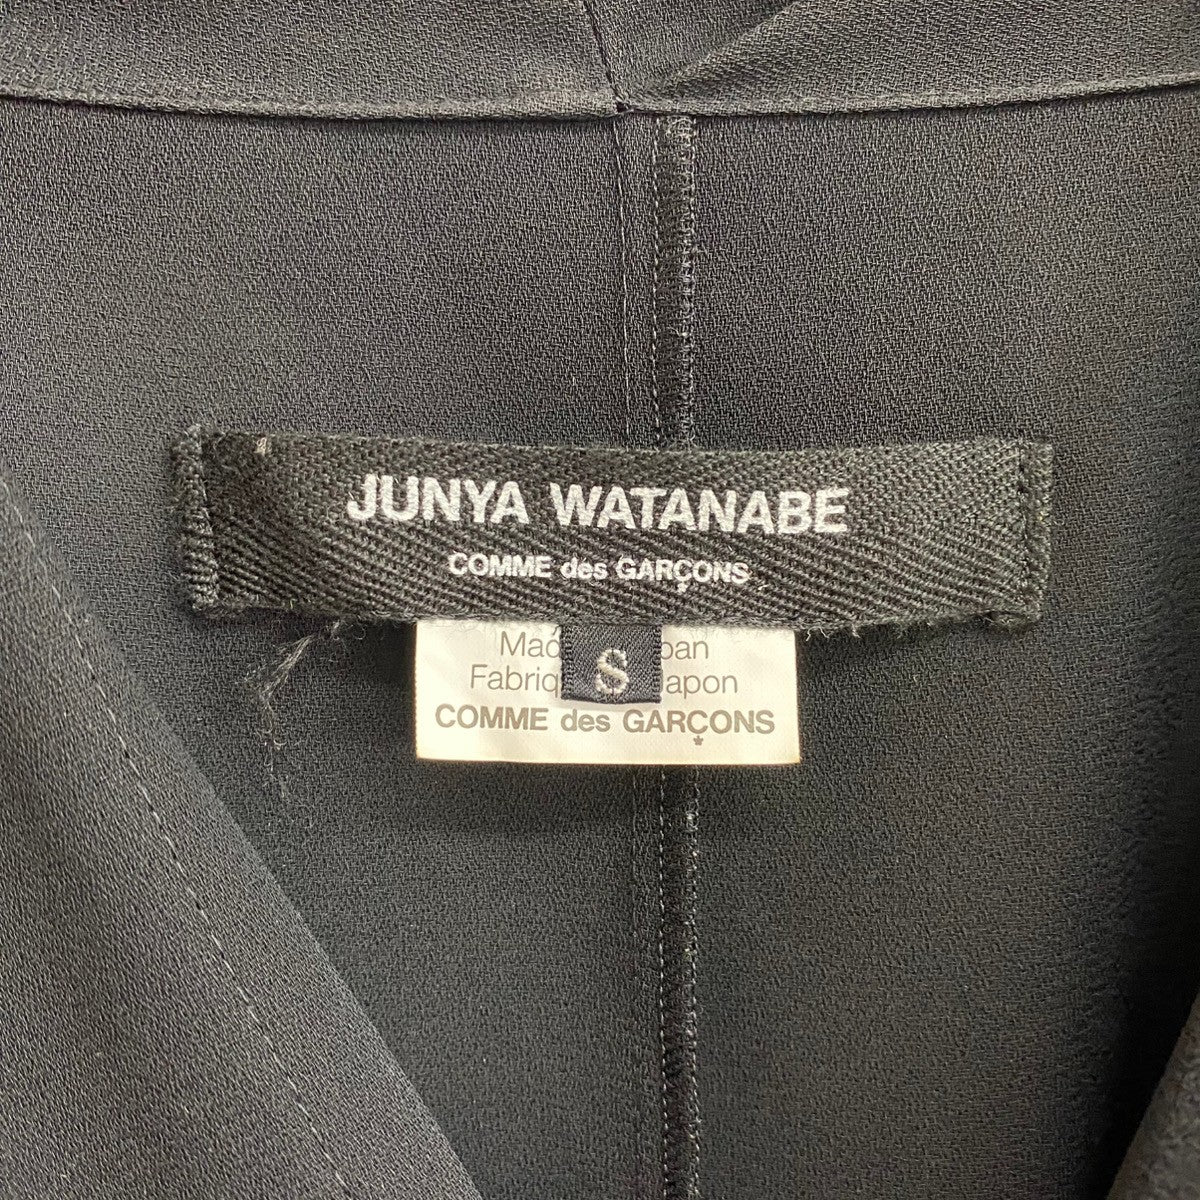 JUNYA WATANABE
COMME des GARÇONS
S
COMME des GARÇONS